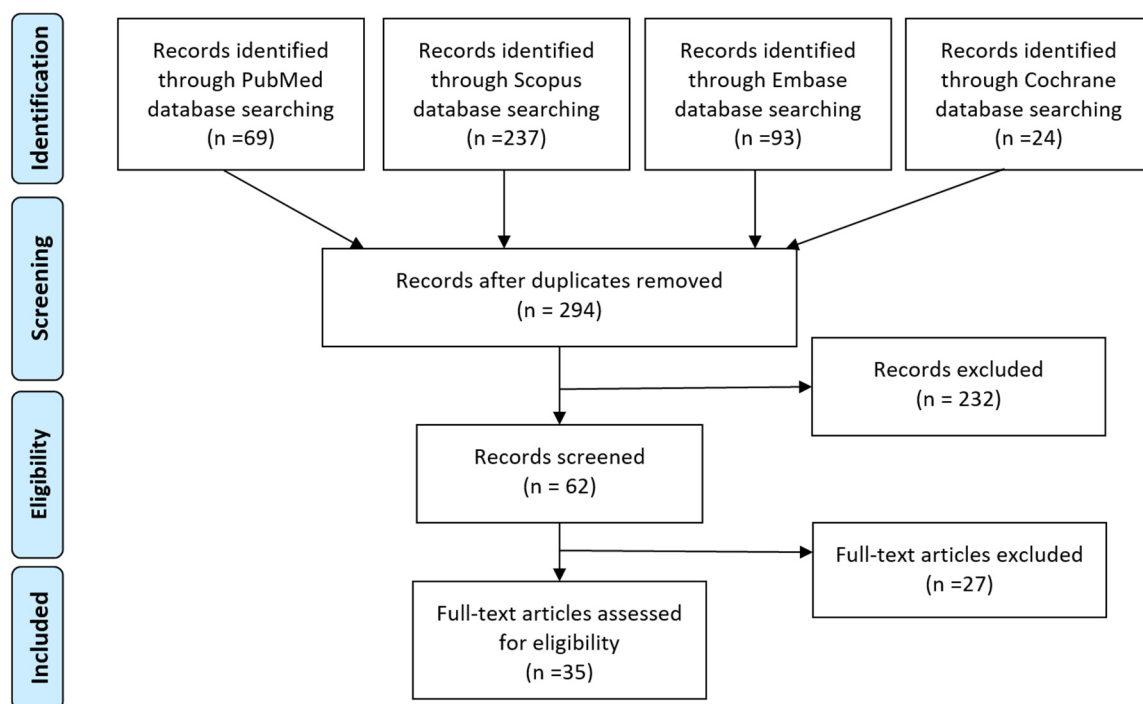 Identification
Records identified
through PubMed
database searching
(n =69)
Records identified
through Scopus
database searching
(n =237)
Records identified
through Embase
database searching
(n =93)
Records identified
through Cochrane
database searching
(n =24)
Screening
Records after duplicates removed
(n = 294)
Records excluded
(n = 232)
Eligibility
Records screened
(n = 62)
Full-text articles excluded
(n =27)
Included
Full-text articles assessed
for eligibility
(n =35)